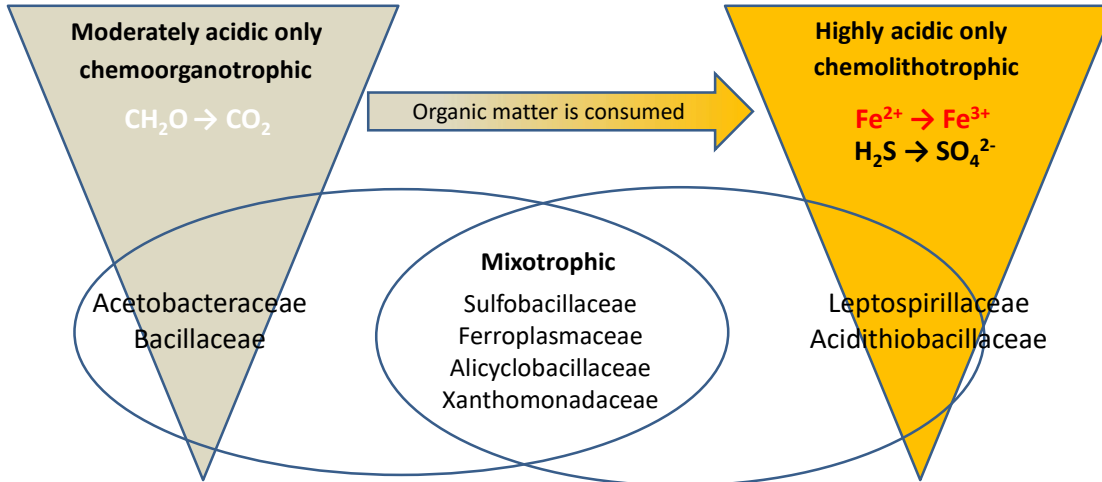 Moderately acidic only
chemoorganotrophic
CH₂O → CO₂
Organic matter is consumed
Highly acidic only
chemolithotrophic
Fe²⁺ → Fe³⁺
H₂S → SO₄²⁻
Acetobacteraceae
Bacillaceae
Mixotrophic
Sulfobacillaceae
Ferroplasmaceae
Alicyclobacillaceae
Xanthomonadaceae
Leptospirillaceae
Acidithiobacillaceae